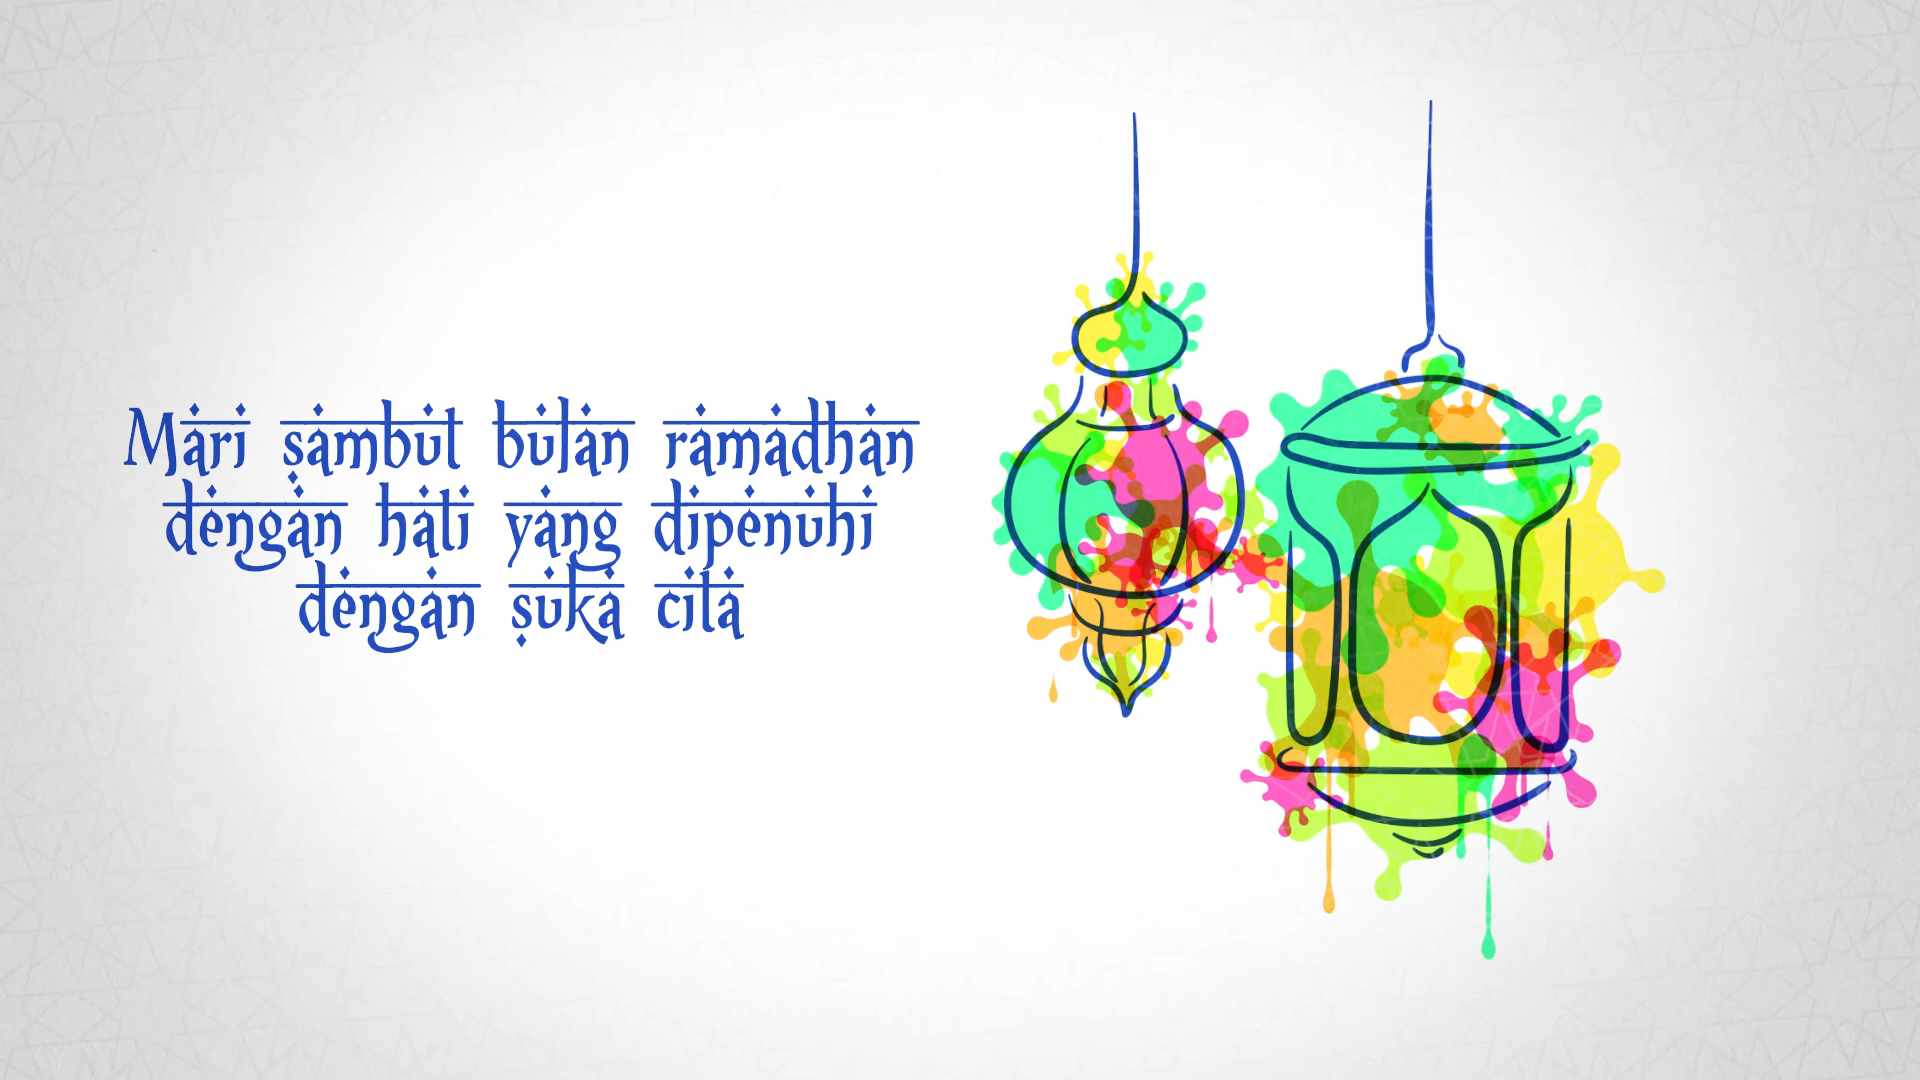 Mari sambut bulan ramadhan
dengan hati yang dipenuhi
dengan suka cita